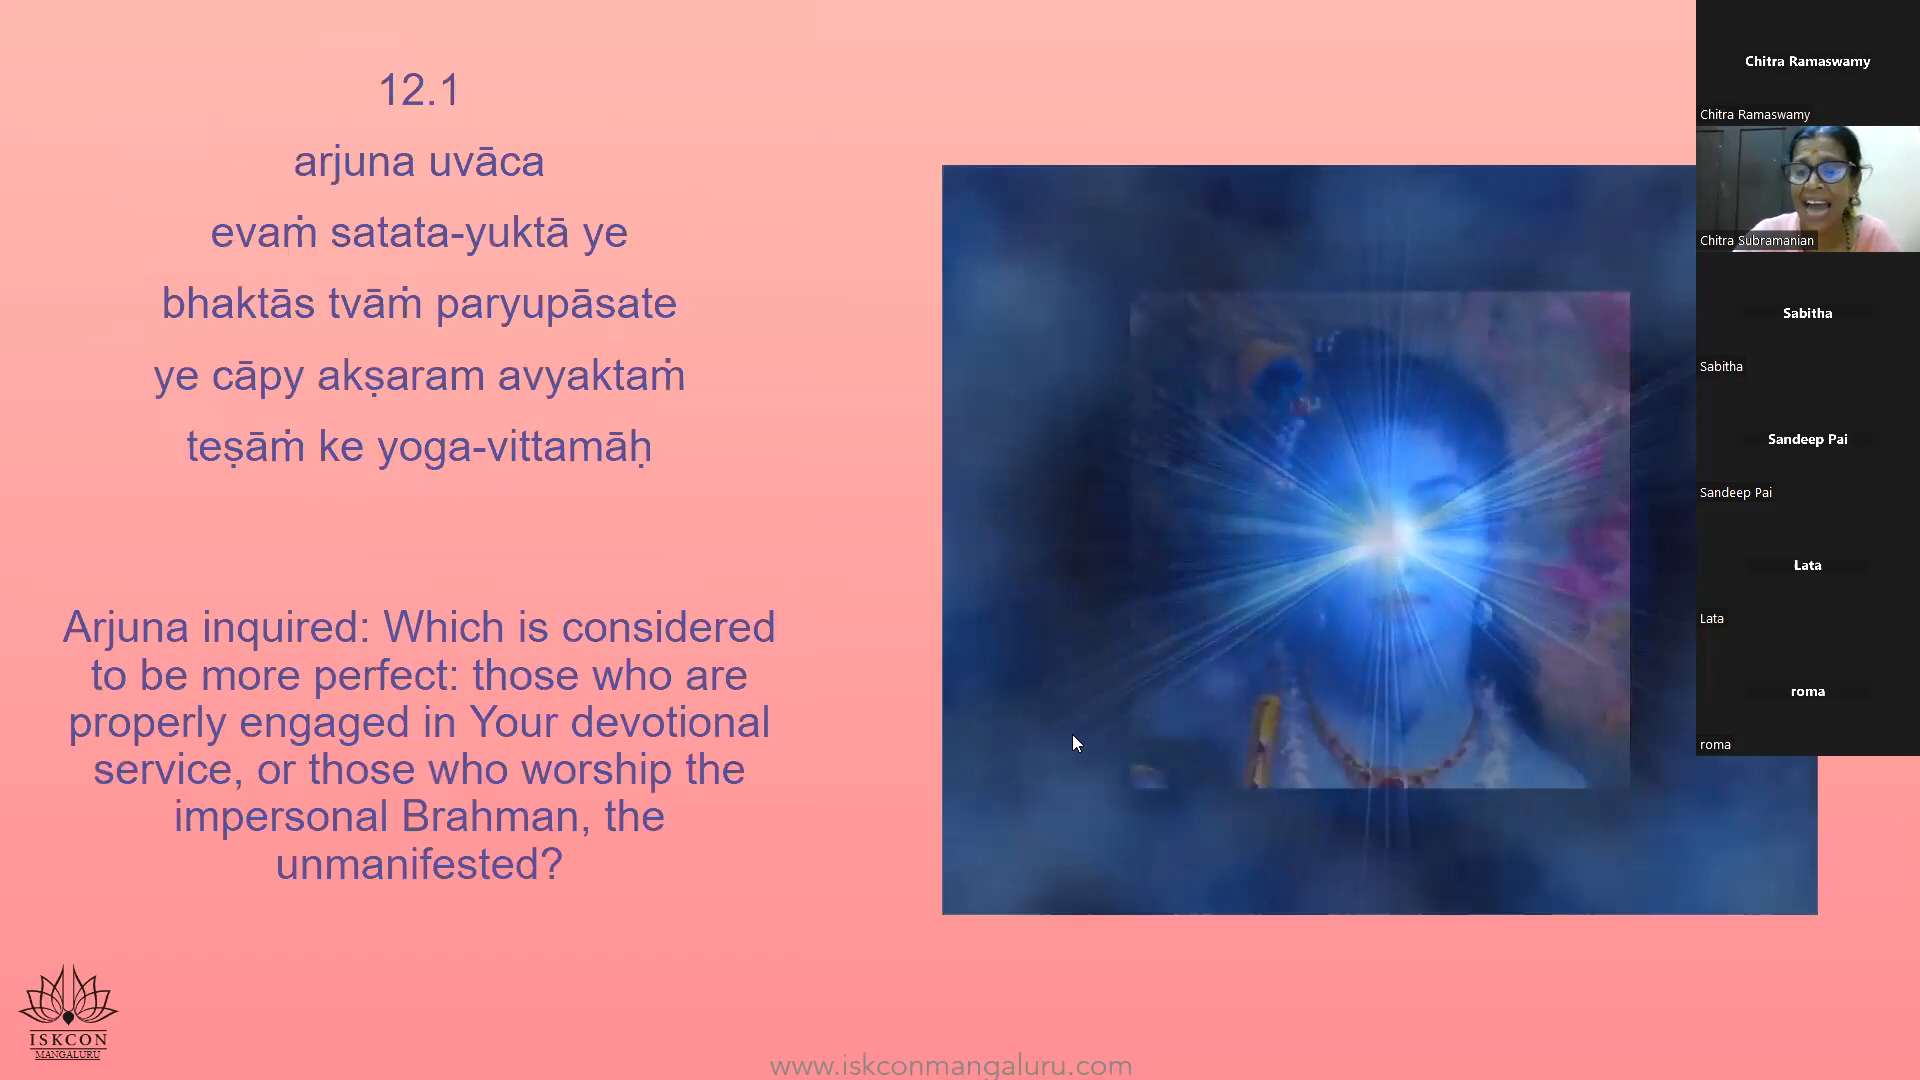 12.1
arjuna uvāca
evaṁ satata-yuktā ye
bhaktās tvāṁ paryupāsate
ye cāpy akṣaram avyaktaṁ
teṣāṁ ke yoga-vittamāḥ
Arjuna inquired: Which is considered
to be more perfect: those who are
properly engaged in Your devotional
service, or those who worship the
impersonal Brahman, the
unmanifested?
ISKCON
MANGALURU
www.iskconmangaluru.com
Chitra Ramaswamy
Chitra Ramaswamy
Chitra Subramanian
Sabitha
Sabitha
Sandeep Pai
Sandeep Pai
Lata
Lata
roma
roma